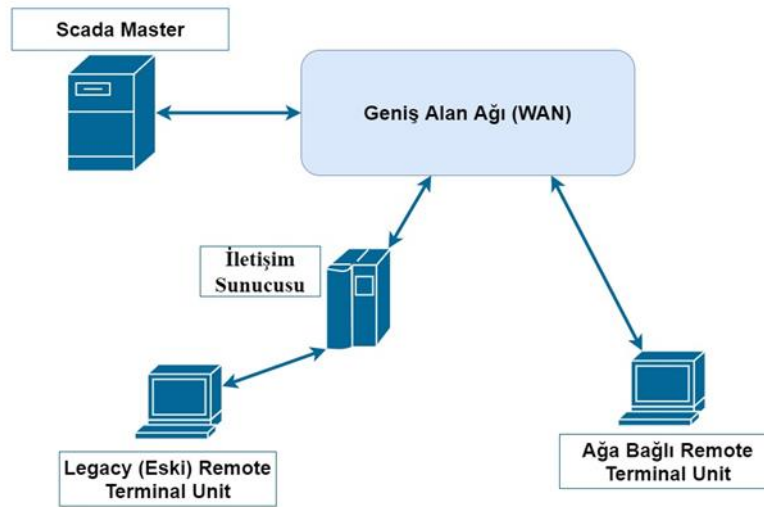 Scada Master
Geniş Alan Ağı (WAN)
İletişim
Sunucusu
Legacy (Eski) Remote
Terminal Unit
Ağa Bağlı Remote
Terminal Unit